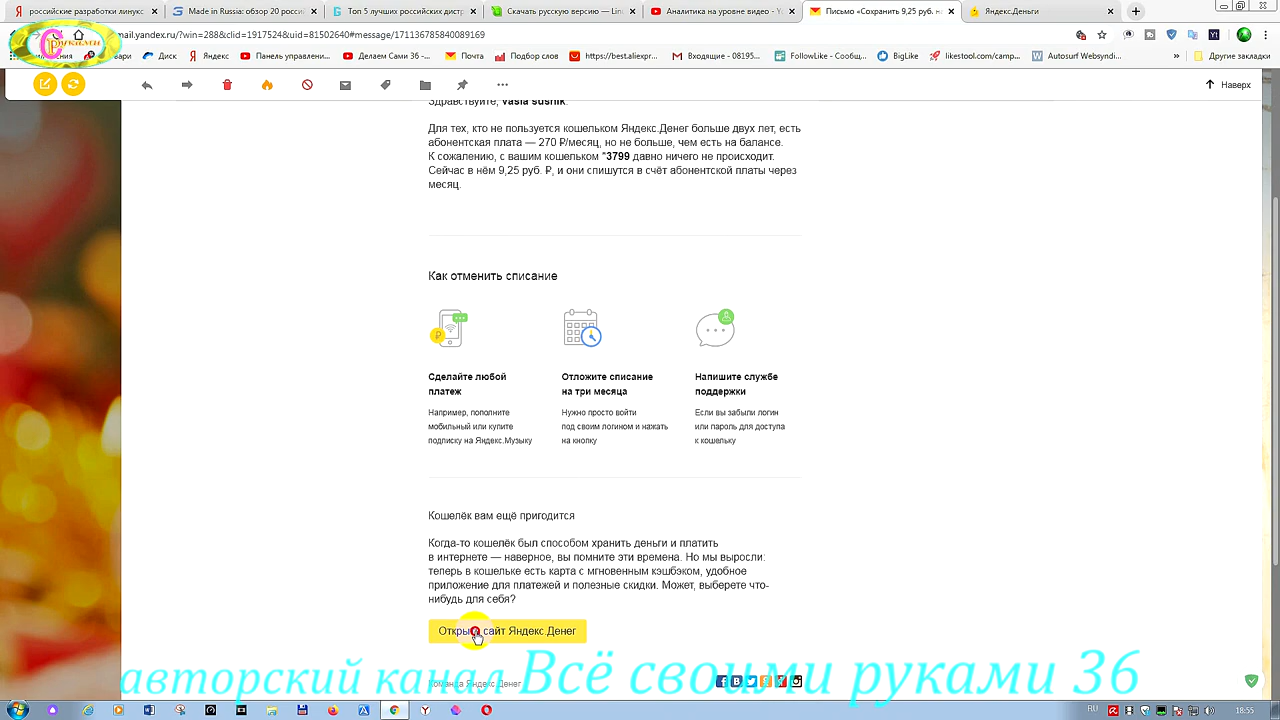 российские разработки линукс
Made in Russia: обзор 20 росси
Топ 5 лучших российских дистр
Скачать русскую версию — Lin
Аналитика на уровне видео - Yo
Письмо «Сохранить 9,25 руб. н
Яндекс.Деньги
mail.yandex.ru/?win=288&clid=1917524&uid=81502640#message/171136785840089169
Диск
Яндекс
Панель управлени...
Делаем Сами 36 -...
Почта
Подбор слов
https://best.aliexpr...
Входящие - 08195...
FollowLike - Сообщ...
BigLike
likestool.com/camp...
Autosurf Websyndi...
»
Другие закладки
Наверх
Здравствуйте, vasia susnik.
Для тех, кто не пользуется кошельком Яндекс.Денег больше двух лет, есть
абонентская плата — 270 ₽/месяц, но не больше, чем есть на балансе.
К сожалению, с вашим кошельком *3799 давно ничего не происходит.
Сейчас в нём 9,25 руб. ₽, и они спишутся в счёт абонентской платы через
месяц.
Как отменить списание
Сделайте любой
платеж
Например, пополните
мобильный или купите
подписку на Яндекс.Музыку
Отложите списание
на три месяца
Нужно просто войти
под своим логином и нажать
на кнопку
Напишите службе
поддержки
Если вы забыли логин
или пароль для доступа
к кошельку
Кошелёк вам ещё пригодится
Когда-то кошелёк был способом хранить деньги и платить
в интернете — наверное, вы помните эти времена. Но мы выросли:
теперь в кошельке есть карта с мгновенным кэшбэком, удобное
приложение для платежей и полезные скидки. Может, выберете что-
нибудь для себя?
Открыть сайт Яндекс.Денег
Команда Яндекс.Денег
авторский канал Всё своими руками 36
RU
18:55